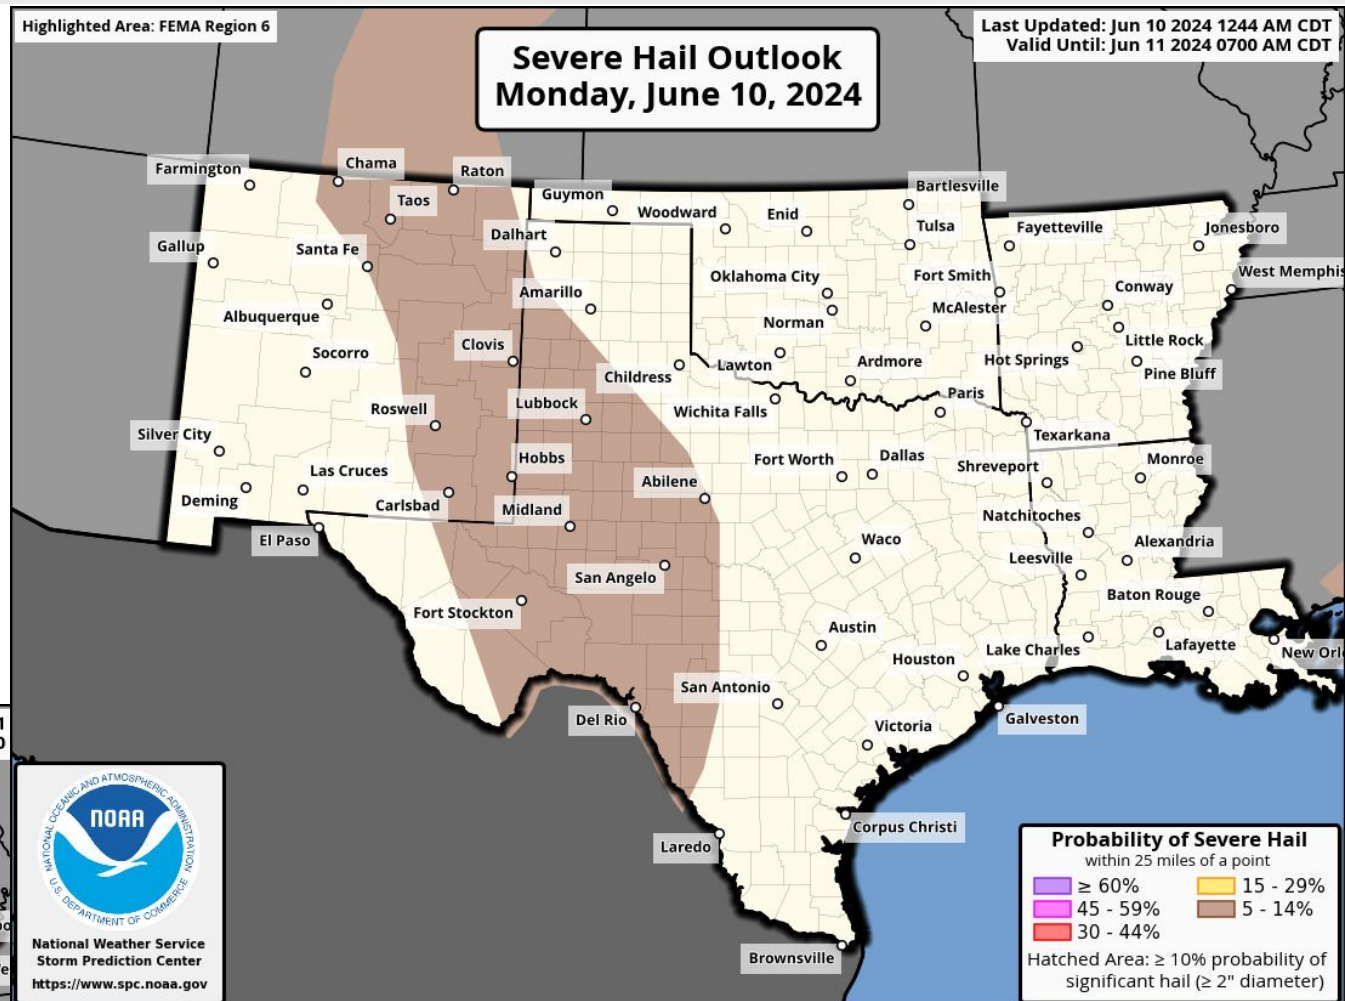 Highlighted Area: FEMA Region 6
Severe Hail Outlook
Monday, June 10, 2024
Last Updated: Jun 10 2024 1244 AM CDT
Valid Until: Jun 11 2024 0700 AM CDT
Farmington
Chama
Raton
Taos
Guymon
Woodward
Enid
Bartlesville
Tulsa
Fayetteville
Jonesboro
Gallup
Santa Fe
Dalhart
Oklahoma City
Fort Smith
West Memphis
Amarillo
Conway
Albuquerque
Norman
McAlester
Socorro
Clovis
Childress
Lawton
Ardmore
Hot Springs
Little Rock
Pine Bluff
Roswell
Lubbock
Wichita Falls
Paris
Silver City
Texarkana
Las Cruces
Hobbs
Abilene
Fort Worth
Dallas
Shreveport
Monroe
Deming
Carlsbad
Midland
Natchitoches
El Paso
Waco
Leesville
Alexandria
San Angelo
Baton Rouge
Fort Stockton
Austin
Houston
Lake Charles
Lafayette
New Orl
San Antonio
Del Rio
Victoria
Galveston
Laredo
Corpus Christi
Brownsville
1
0
NATIONAL OCEANIC AND ATMOSPHERIC ADMINISTRATION
NOAA
U.S. DEPARTMENT OF COMMERCE
National Weather Service
Storm Prediction Center
https://www.spc.noaa.gov
Probability of Severe Hail
within 25 miles of a point
≥ 60%
15 - 29%
45 - 59%
5 - 14%
30 - 44%
Hatched Area: ≥ 10% probability of
significant hail (≥ 2" diameter)